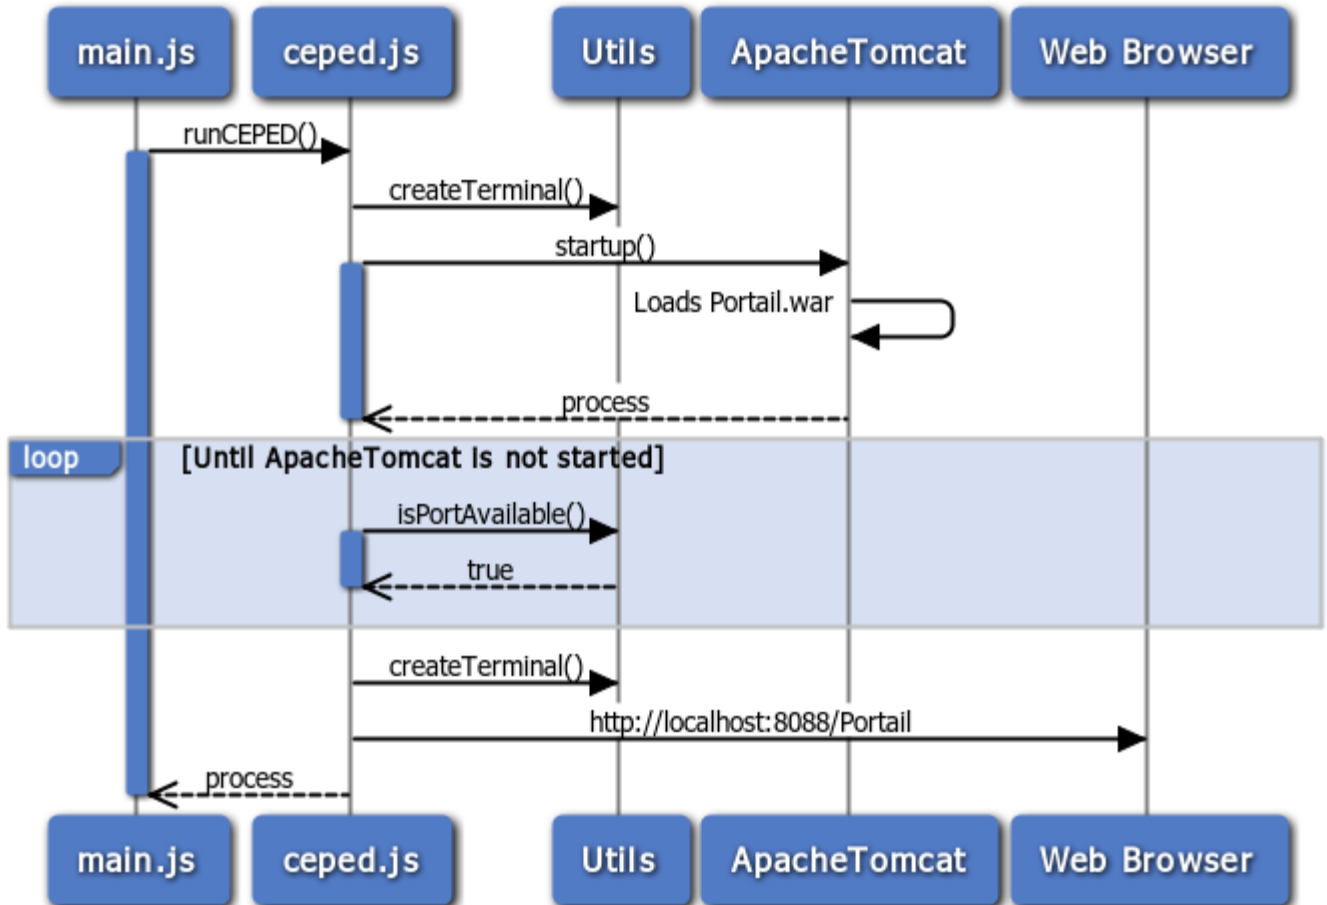 main.js
ceped.js
Utils
ApacheTomcat
Web Browser
runCEPED()
createTerminal()
startup()
Loads Portail.war
process
loop
[Until ApacheTomcat is not started]
isPortAvailable()
true
createTerminal()
http://localhost:8088/Portail
process
main.js
ceped.js
Utils
ApacheTomcat
Web Browser